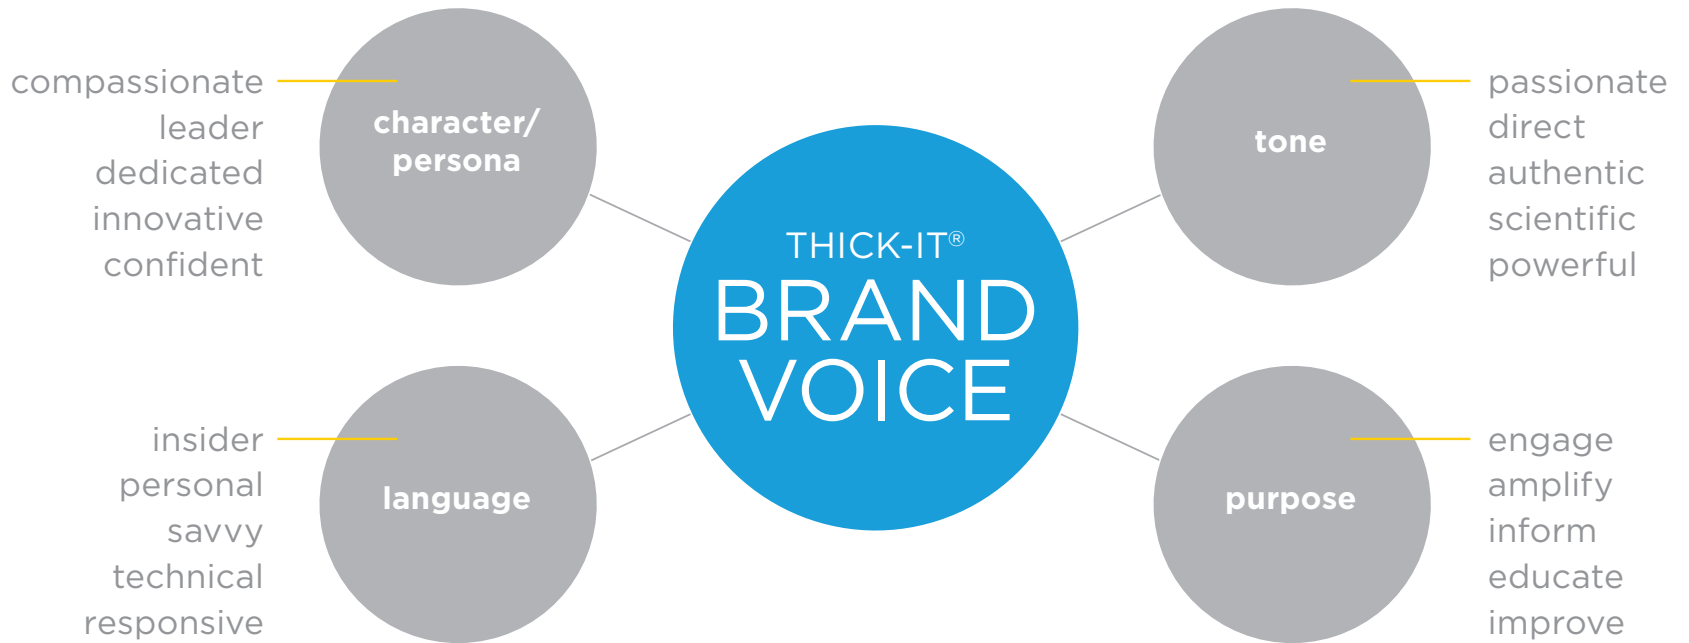 compassionate
leader
dedicated
innovative
confident
character/
persona
THICK-IT®
BRAND
VOICE
tone
passionate
direct
authentic
scientific
powerful
insider
personal
savvy
technical
responsive
language
purpose
engage
amplify
inform
educate
improve